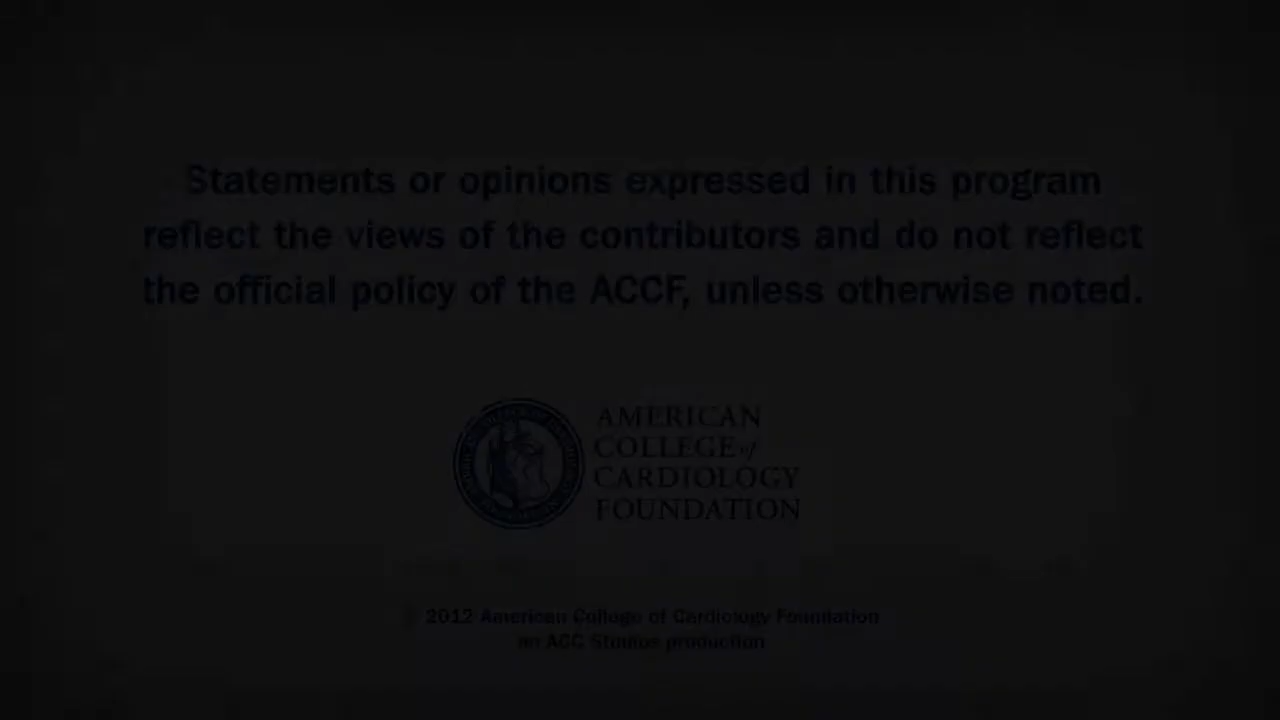 Statements or opinions expressed in this program
reflect the views of the contributors and do not reflect
the official policy of the ACCF, unless otherwise noted.
AMERICAN
COLLEGE of
CARDIOLOGY
FOUNDATION
© 2012 American College of Cardiology Foundation
an ACC Studios production